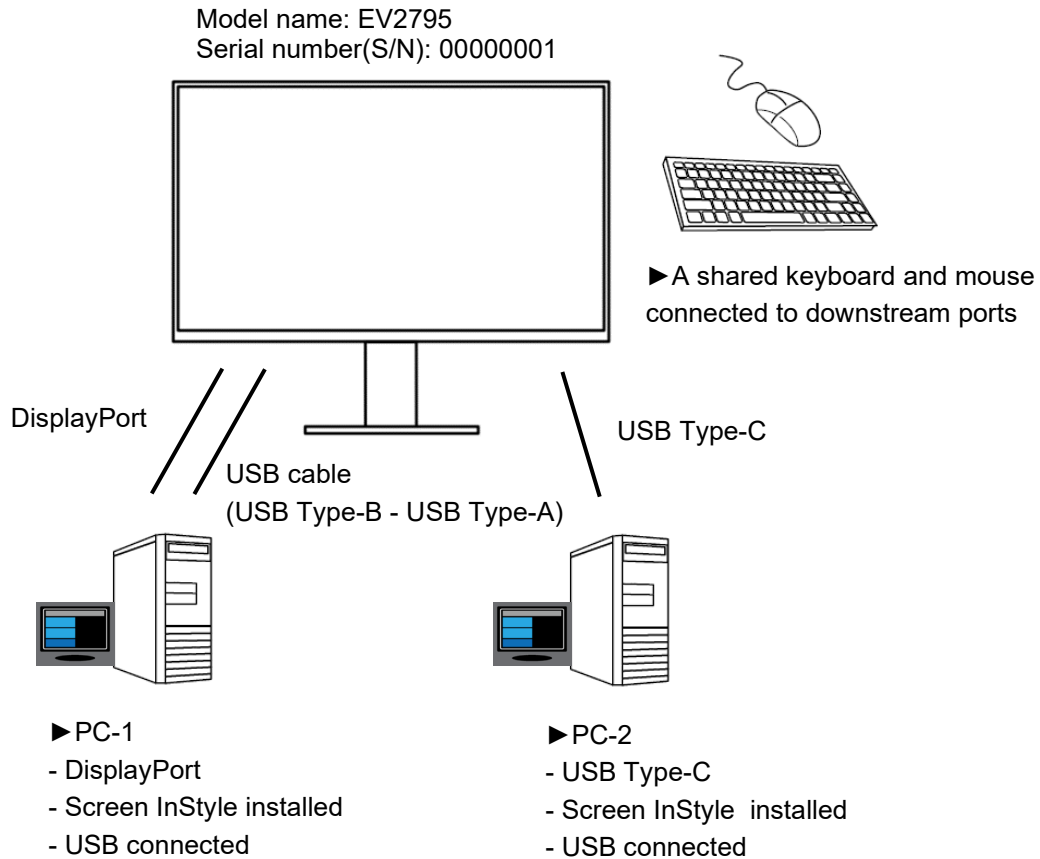 Model name: EV2795
Serial number(S/N): 00000001
►A shared keyboard and mouse
connected to downstream ports
DisplayPort
USB Type-C
USB cable
(USB Type-B - USB Type-A)
►PC-1
- DisplayPort
- Screen InStyle installed
- USB connected
►PC-2
- USB Type-C
- Screen InStyle  installed
- USB connected